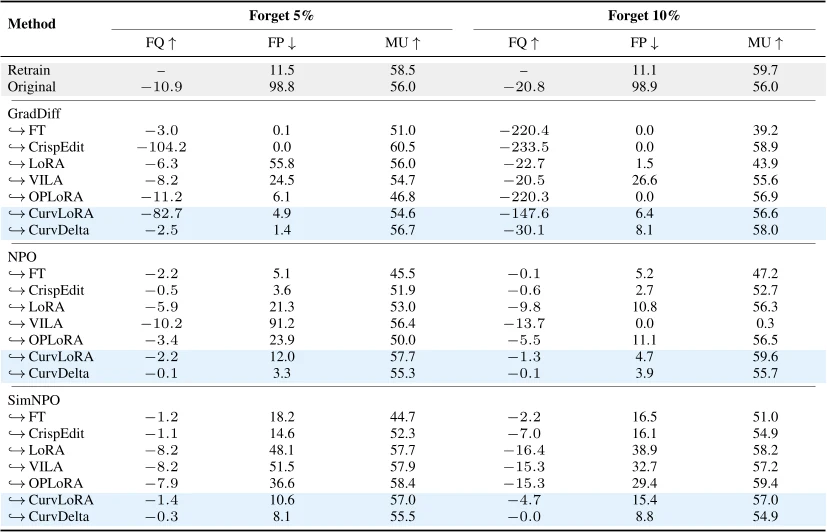 Method Forget 5% Forget 10%
FQ ↑ FP ↓ MU ↑ FQ ↑ FP ↓ MU ↑
Retrain – 11.5 58.5 – 11.1 59.7
Original −10.9 98.8 56.0 −20.8 98.9 56.0
GradDiff
↪ FT −3.0 0.1 51.0 −220.4 0.0 39.2
↪ CrispEdit −104.2 0.0 60.5 −233.5 0.0 58.9
↪ LoRA −6.3 55.8 56.0 −22.7 1.5 43.9
↪ VILA −8.2 24.5 54.7 −20.5 26.6 55.6
↪ OPLoRA −11.2 6.1 46.8 −220.3 0.0 56.9
↪ CurvLoRA −82.7 4.9 54.6 −147.6 6.4 56.6
↪ CurvDelta −2.5 1.4 56.7 −30.1 8.1 58.0
NPO
↪ FT −2.2 5.1 45.5 −0.1 5.2 47.2
↪ CrispEdit −0.5 3.6 51.9 −0.6 2.7 52.7
↪ LoRA −5.9 21.3 53.0 −9.8 10.8 56.3
↪ VILA −10.2 91.2 56.4 −13.7 0.0 0.3
↪ OPLoRA −3.4 23.9 50.0 −5.5 11.1 56.5
↪ CurvLoRA −2.2 12.0 57.7 −1.3 4.7 59.6
↪ CurvDelta −0.1 3.3 55.3 −0.1 3.9 55.7
SimNPO
↪ FT −1.2 18.2 44.7 −2.2 16.5 51.0
↪ CrispEdit −1.1 14.6 52.3 −7.0 16.1 54.9
↪ LoRA −8.2 48.1 57.7 −16.4 38.9 58.2
↪ VILA −8.2 51.5 57.9 −15.3 32.7 57.2
↪ OPLoRA −7.9 36.6 58.4 −15.3 29.4 59.4
↪ CurvLoRA −1.4 10.6 57.0 −4.7 15.4 57.0
↪ CurvDelta −0.3 8.1 55.5 −0.0 8.8 54.9